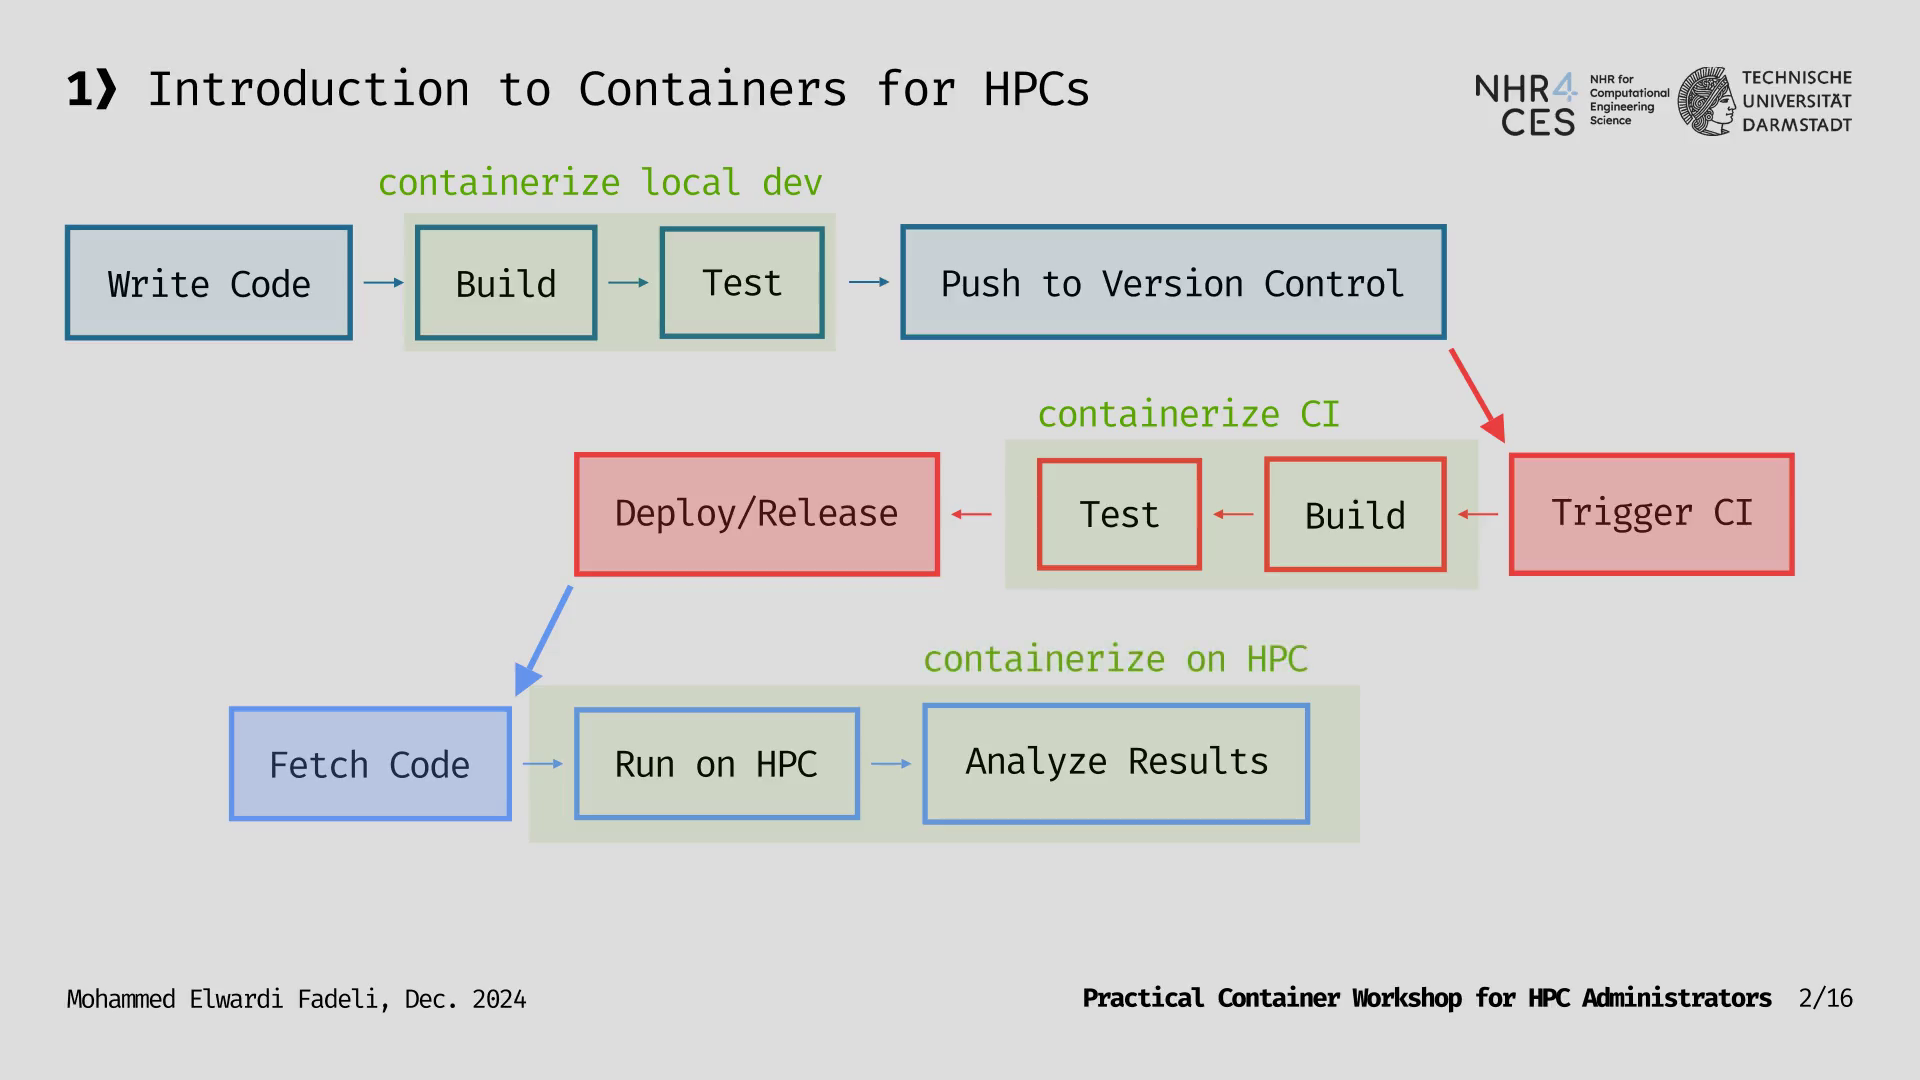 1❱ Introduction to Containers for HPCs
NHR4
CES
NHR for
Computational
Engineering
Science
TECHNISCHE
UNIVERSITÄT
DARMSTADT
containerize local dev
Write Code
Build
Test
Push to Version Control
containerize CI
Deploy/Release
Test
Build
Trigger CI
containerize on HPC
Fetch Code
Run on HPC
Analyze Results
Mohammed Elwardi Fadeli, Dec. 2024
Practical Container Workshop for HPC Administrators 2/16